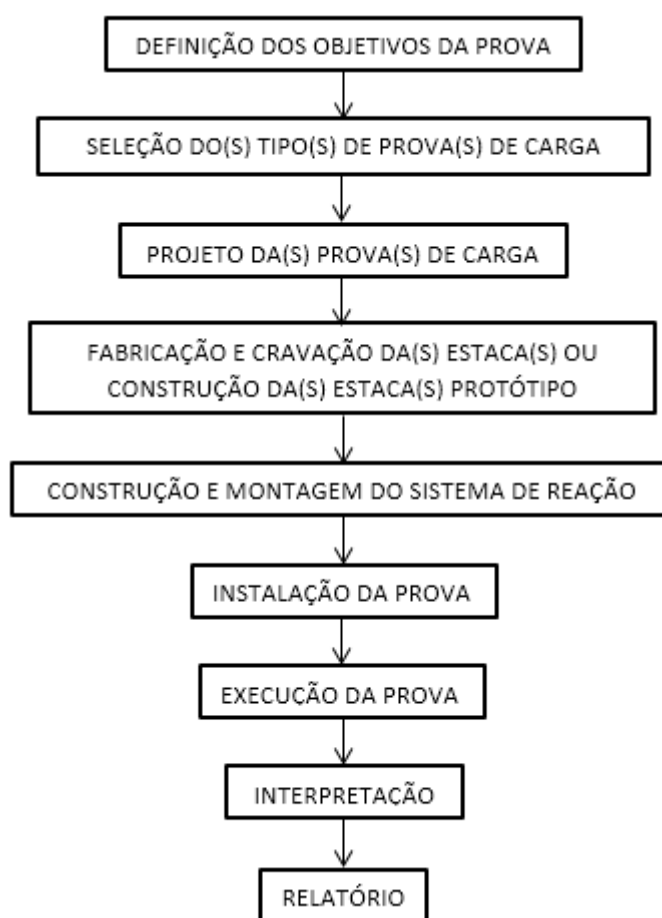 DEFINIÇÃO DOS OBJETIVOS DA PROVA
SELEÇÃO DO(S) TIPO(S) DE PROVA(S) DE CARGA
PROJETO DA(S) PROVA(S) DE CARGA
FABRICAÇÃO E CRAVAÇÃO DA(S) ESTACA(S) OU
CONSTRUÇÃO DA(S) ESTACA(S) PROTÓTIPO
CONSTRUÇÃO E MONTAGEM DO SISTEMA DE REAÇÃO
INSTALAÇÃO DA PROVA
EXECUÇÃO DA PROVA
INTERPRETAÇÃO
RELATÓRIO